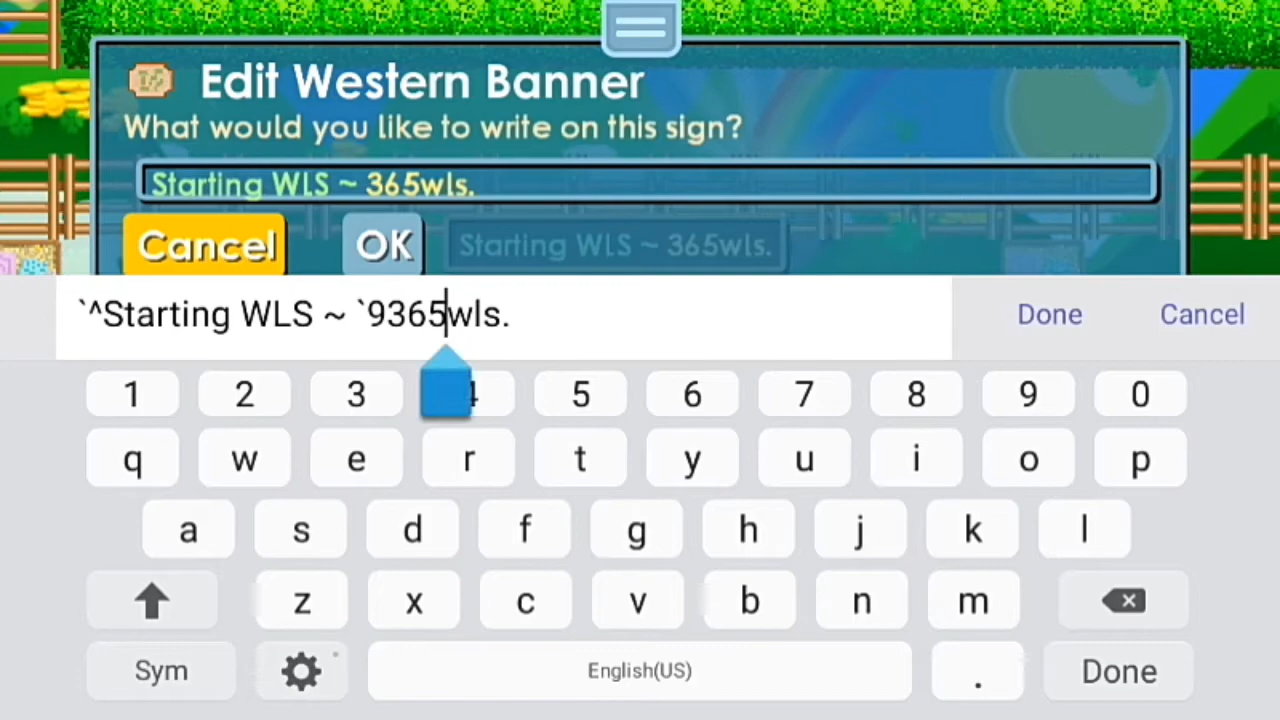 Edit Western Banner
What would you like to write on this sign?
Starting WLS ~ 365wls.
Cancel OK Starting WLS ~ 365wls.
`^Starting WLS ~ `9365wls. Done Cancel
1 2 3 4 5 6 7 8 9 0
q w e r t y u i o p
a s d f g h j k l
z x c v b n m
Sym English(US) . Done